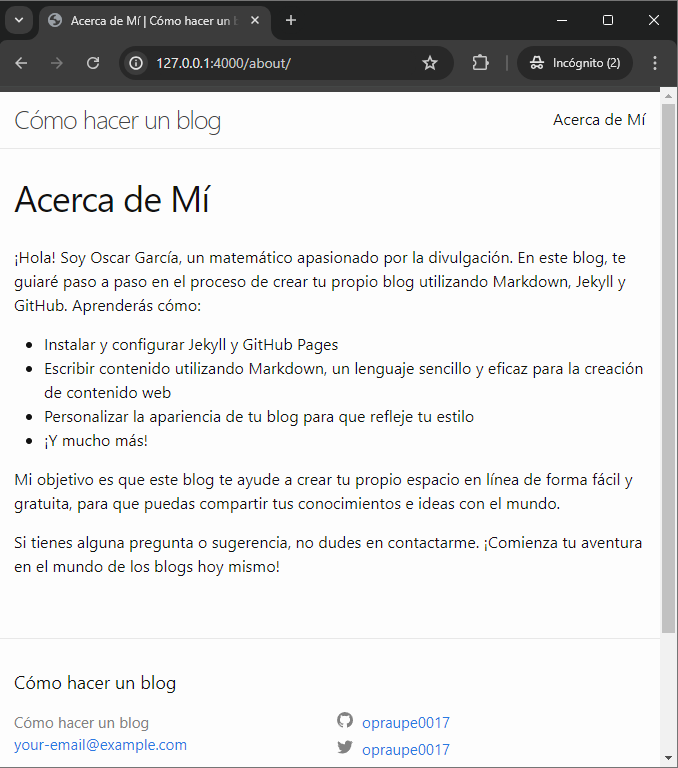 Acerca de Mí | Cómo hacer un b
127.0.0.1:4000/about/
Incógnito (2)
Cómo hacer un blog
Acerca de Mí
Acerca de Mí
¡Hola! Soy Oscar García, un matemático apasionado por la divulgación. En este blog, te
guiaré paso a paso en el proceso de crear tu propio blog utilizando Markdown, Jekyll y
GitHub. Aprenderás cómo:
• Instalar y configurar Jekyll y GitHub Pages
• Escribir contenido utilizando Markdown, un lenguaje sencillo y eficaz para la creación
de contenido web
• Personalizar la apariencia de tu blog para que refleje tu estilo
• ¡Y mucho más!
Mi objetivo es que este blog te ayude a crear tu propio espacio en línea de forma fácil y
gratuita, para que puedas compartir tus conocimientos e ideas con el mundo.
Si tienes alguna pregunta o sugerencia, no dudes en contactarme. ¡Comienza tu aventura
en el mundo de los blogs hoy mismo!
Cómo hacer un blog
Cómo hacer un blog
your-email@example.com
opraupe0017
opraupe0017